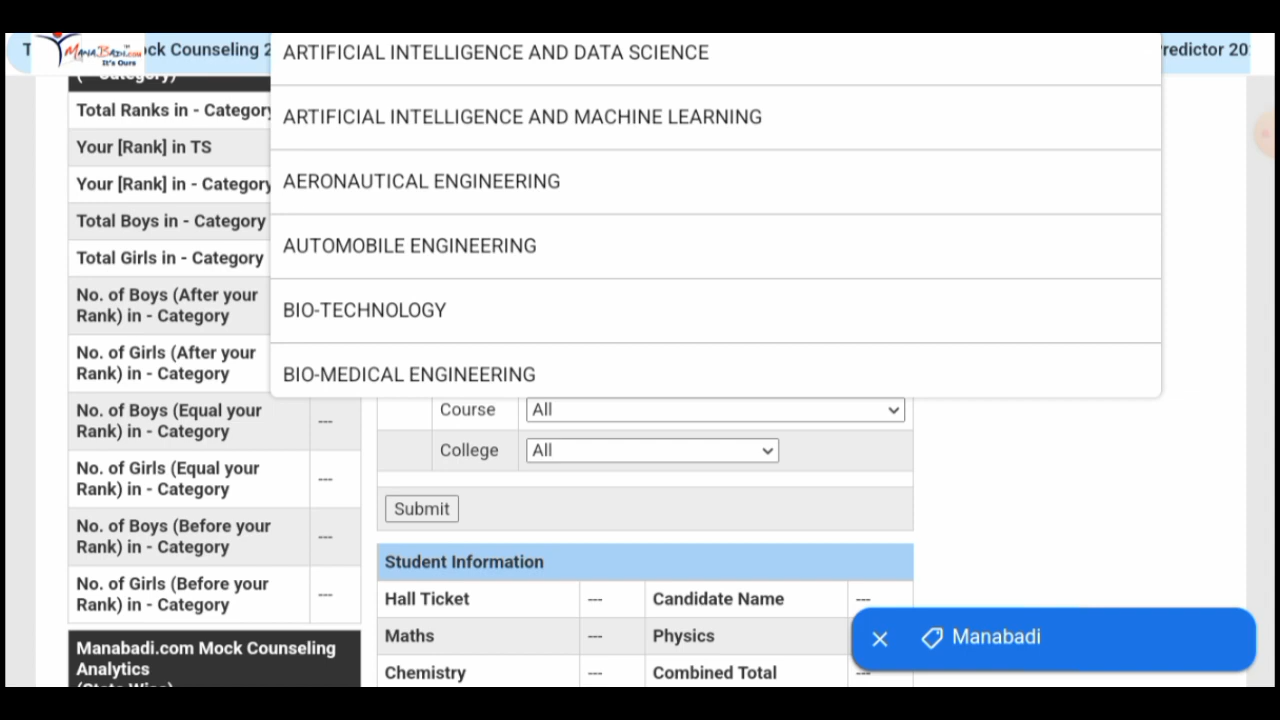 T
ManaBadi.com
It's Ours
ock Counseling 2
redictor 20
ARTIFICIAL INTELLIGENCE AND DATA SCIENCE
ARTIFICIAL INTELLIGENCE AND MACHINE LEARNING
AERONAUTICAL ENGINEERING
AUTOMOBILE ENGINEERING
BIO-TECHNOLOGY
BIO-MEDICAL ENGINEERING
(- Category)
Total Ranks in - Category
Your [Rank] in TS
Your [Rank] in - Category
Total Boys in - Category
Total Girls in - Category
No. of Boys (After your
Rank) in - Category
No. of Girls (After your
Rank) in - Category
No. of Boys (Equal your
Rank) in - Category
---
No. of Girls (Equal your
Rank) in - Category
---
No. of Boys (Before your
Rank) in - Category
---
No. of Girls (Before your
Rank) in - Category
---
Manabadi.com Mock Counseling
Analytics
(State Wise)
Course All
College All
Submit
Student Information
Hall Ticket --- Candidate Name ---
Maths --- Physics
Chemistry --- Combined Total
Manabadi